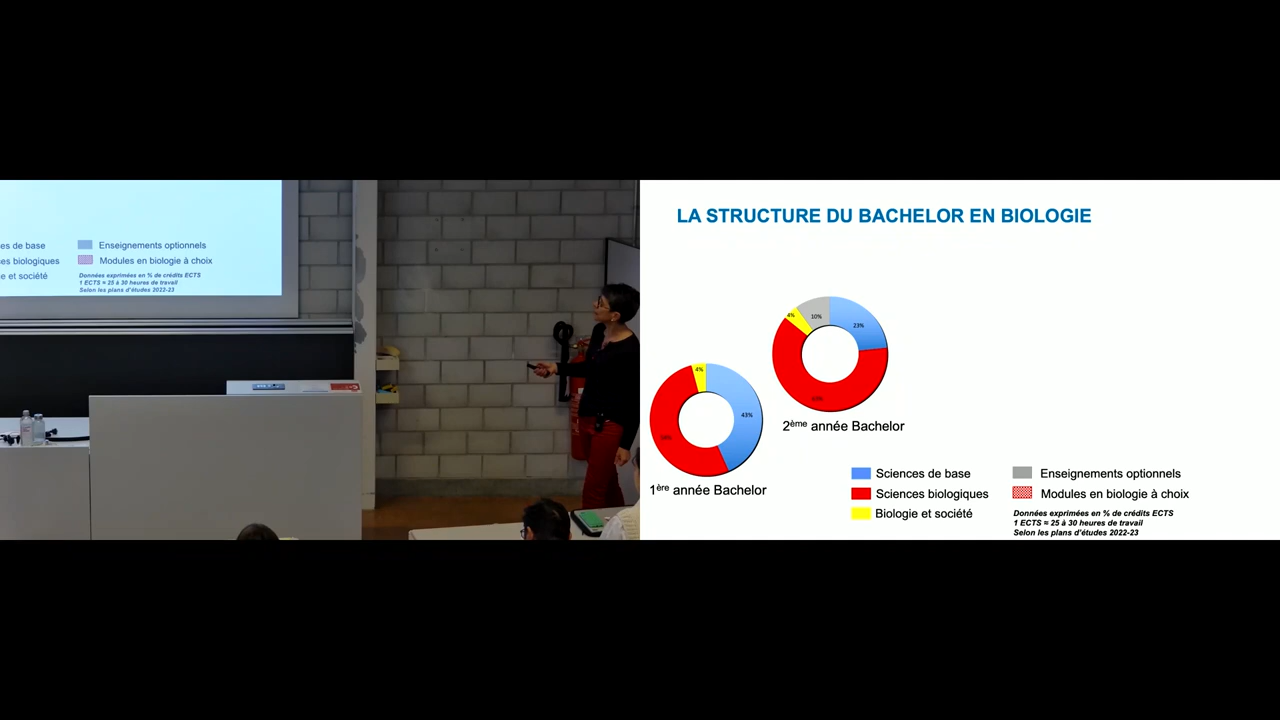 es de base
Enseignements optionnels
ces biologiques
Modules en biologie à choix
e et société
Données exprimées en % de crédits ECTS
1 ECTS ≈ 25 à 30 heures de travail
Selon les plans d'études 2022-23
LA STRUCTURE DU BACHELOR EN BIOLOGIE
4%
10%
23%
2ème année Bachelor
4%
43%
1ère année Bachelor
Sciences de base
Sciences biologiques
Biologie et société
Enseignements optionnels
Modules en biologie à choix
Données exprimées en % de crédits ECTS
1 ECTS ≈ 25 à 30 heures de travail
Selon les plans d'études 2022-23